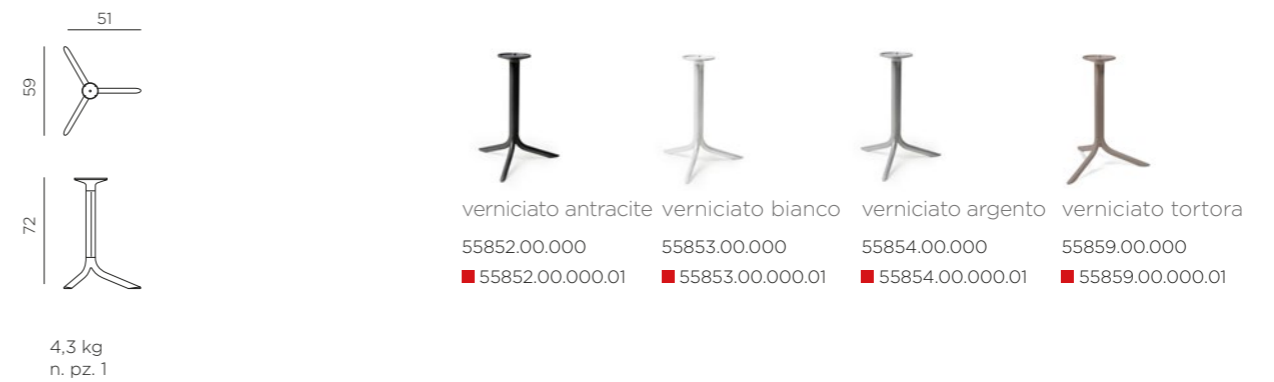 51
59
72
4,3 kg
n. pz. 1
verniciato antracite
55852.00.000
55852.00.000.01
verniciato bianco
55853.00.000
55853.00.000.01
verniciato argento
55854.00.000
55854.00.000.01
verniciato tortora
55859.00.000
55859.00.000.01